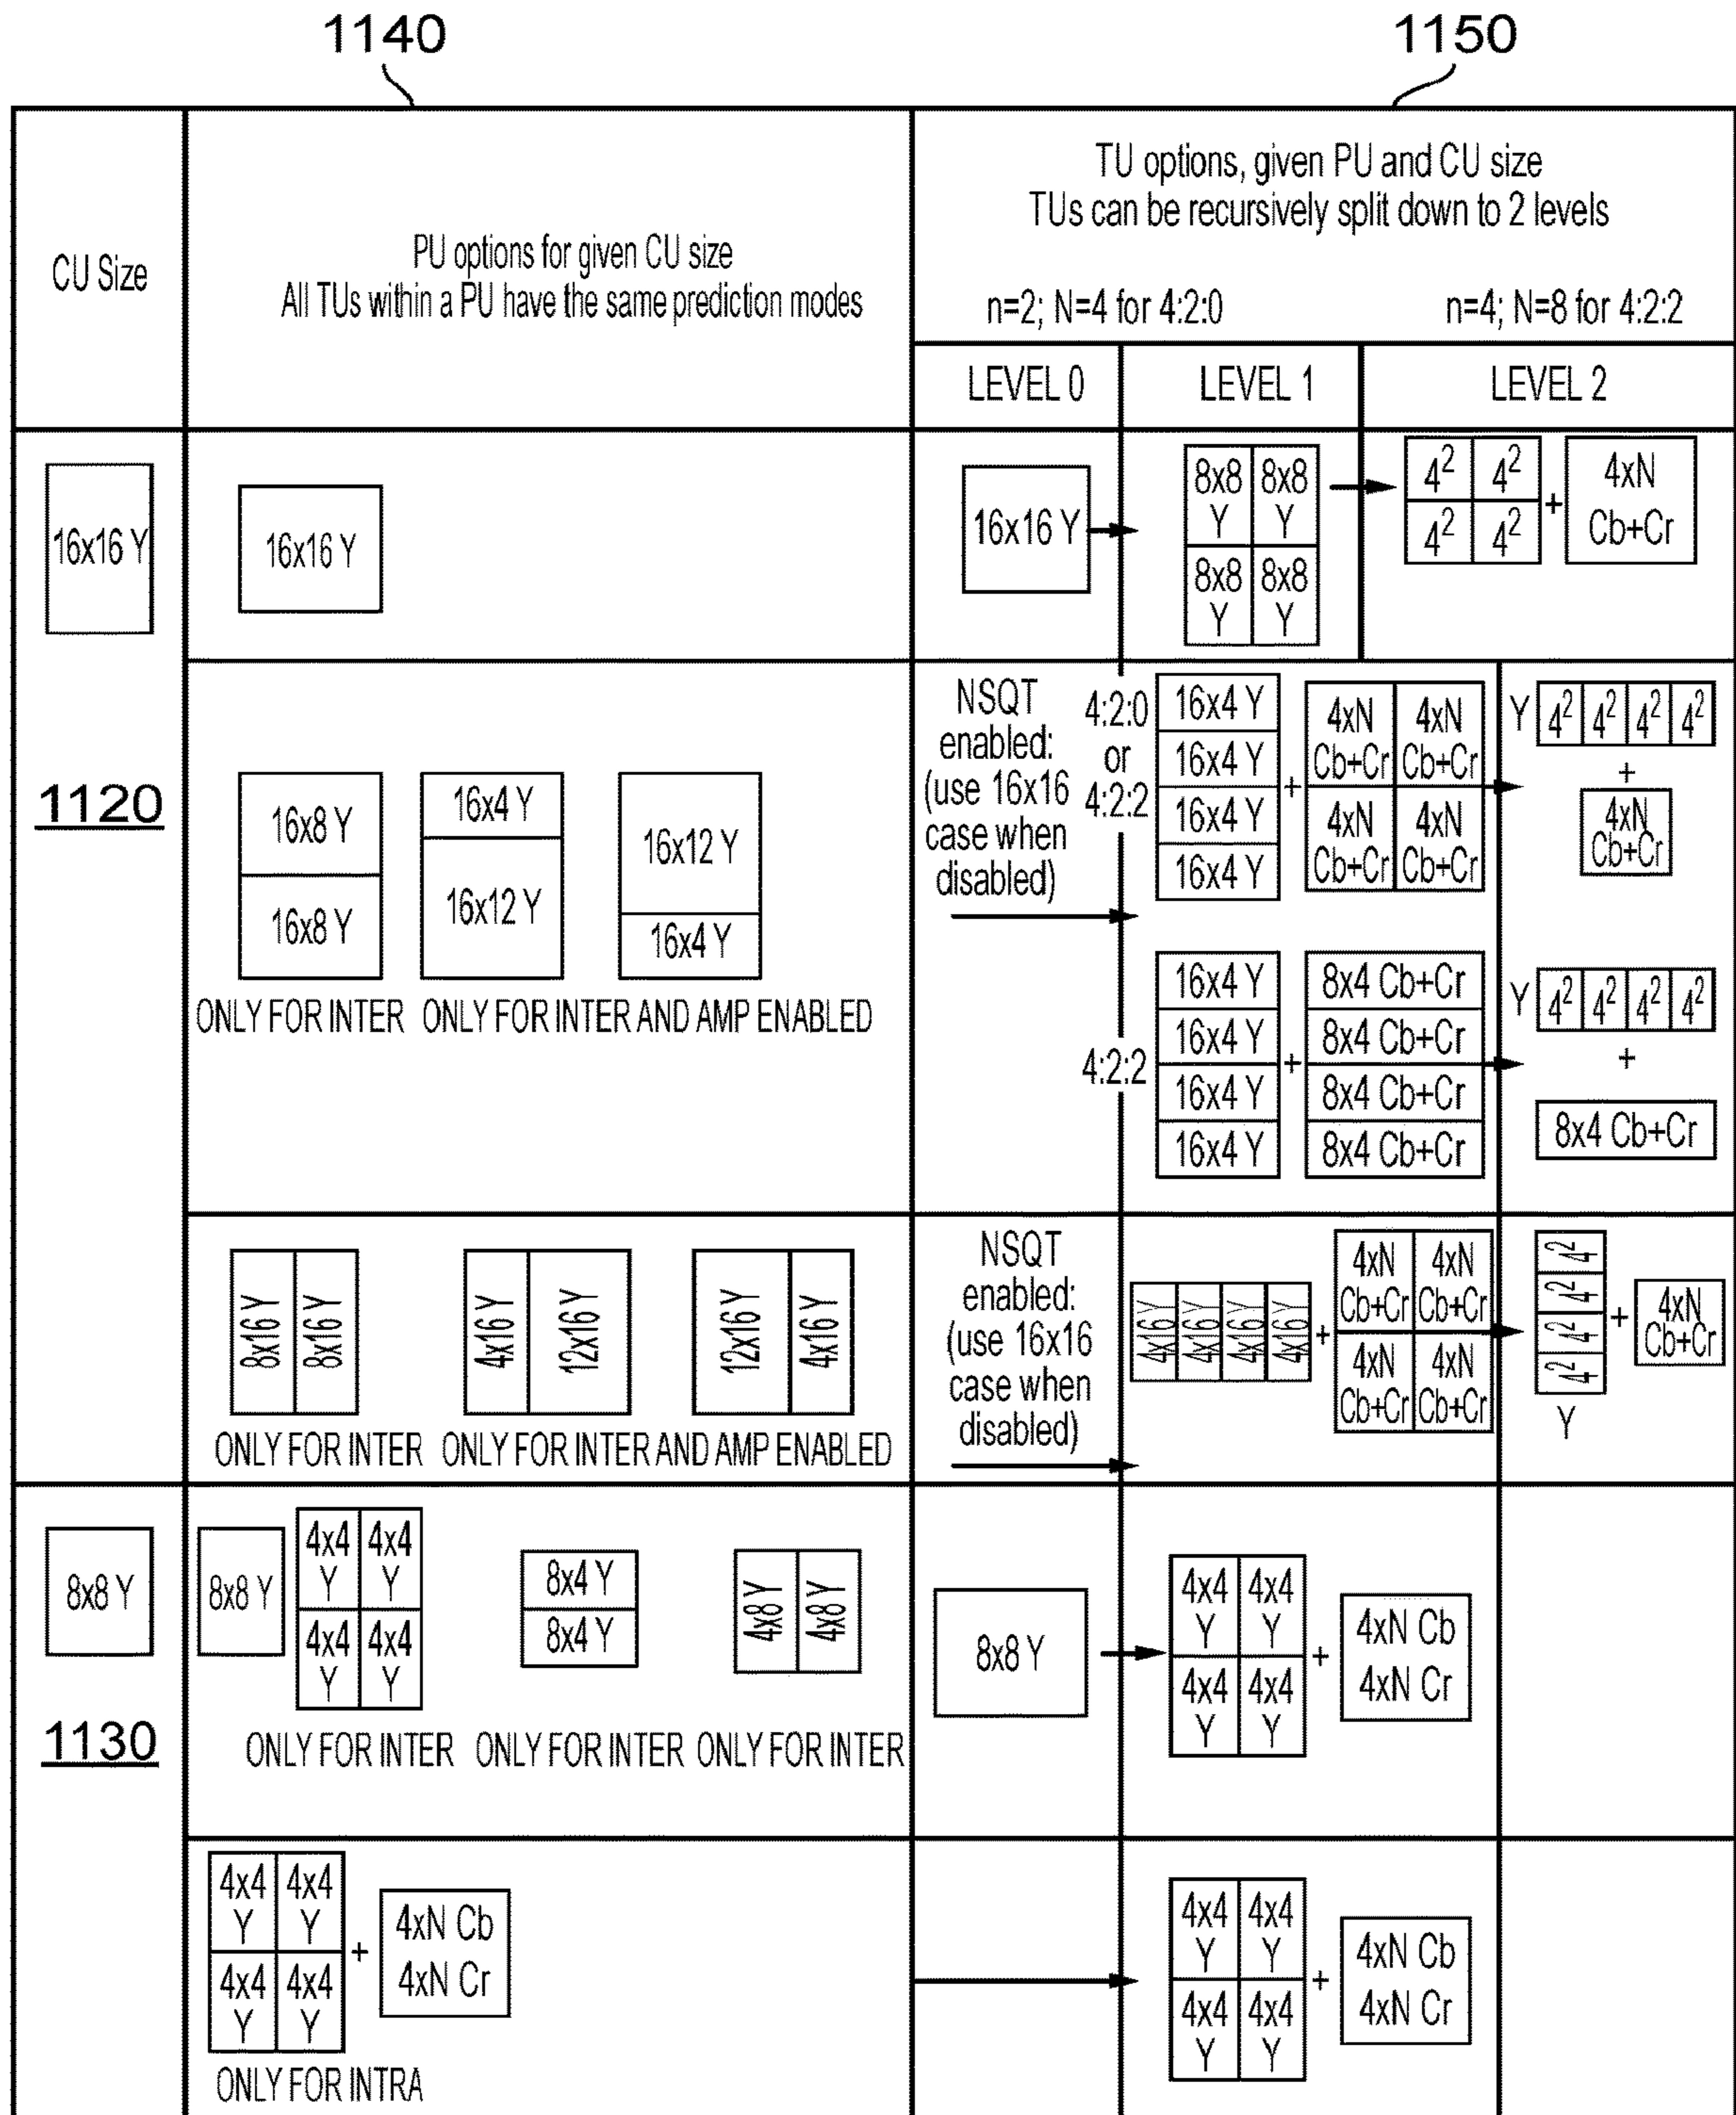 1140
1150
CU Size
PU options for given CU size
All TUs within a PU have the same prediction modes
TU options, given PU and CU size
TUs can be recursively split down to 2 levels
n=2; N=4 for 4:2:0
n=4; N=8 for 4:2:2
LEVEL 0
LEVEL 1
LEVEL 2
16x16 Y
16x16 Y
16x16 Y
8x8 8x8
Y Y
8x8 8x8
Y Y
4² 4²
4² 4²
+
4xN
Cb+Cr
1120
16x8 Y
16x8 Y
16x4 Y
16x12 Y
16x12 Y
16x4 Y
ONLY FOR INTER
ONLY FOR INTER AND AMP ENABLED
NSQT
enabled:
(use 16x16
case when
disabled)
4:2:0
or
4:2:2
16x4 Y
16x4 Y
16x4 Y
16x4 Y
+
4xN 4xN
Cb+Cr Cb+Cr
4xN 4xN
Cb+Cr Cb+Cr
Y 4² 4² 4² 4²
+
4xN
Cb+Cr
4:2:2
16x4 Y
16x4 Y
16x4 Y
16x4 Y
+
8x4 Cb+Cr
8x4 Cb+Cr
8x4 Cb+Cr
8x4 Cb+Cr
Y 4² 4² 4² 4²
+
8x4 Cb+Cr
8x16 Y
8x16 Y
4x16 Y
12x16 Y
12x16 Y
4x16 Y
ONLY FOR INTER
ONLY FOR INTER AND AMP ENABLED
NSQT
enabled:
(use 16x16
case when
disabled)
4x16 Y
4x16 Y
4x16 Y
4x16 Y
+
4xN 4xN
Cb+Cr Cb+Cr
4xN 4xN
Cb+Cr Cb+Cr
4²
4²
4²
4²
Y
+
4xN
Cb+Cr
8x8 Y
1130
8x8 Y
4x4 4x4
Y Y
4x4 4x4
Y Y
8x4 Y
8x4 Y
4x8 Y
4x8 Y
ONLY FOR INTER
ONLY FOR INTER
ONLY FOR INTER
8x8 Y
4x4 4x4
Y Y
4x4 4x4
Y Y
+
4xN Cb
4xN Cr
4x4 4x4
Y Y
4x4 4x4
Y Y
+
4xN Cb
4xN Cr
ONLY FOR INTRA
4x4 4x4
Y Y
4x4 4x4
Y Y
+
4xN Cb
4xN Cr